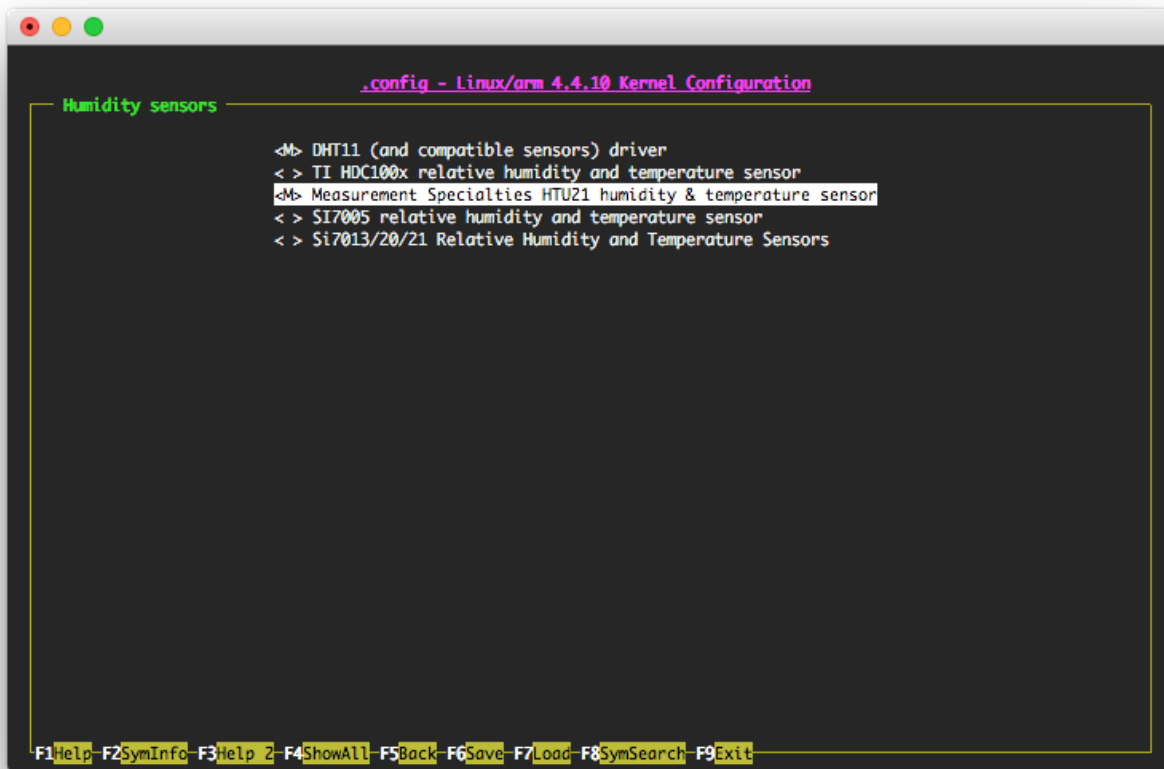 .config - Linux/arm 4.4.10 Kernel Configuration
Humidity sensors
<M> DHT11 (and compatible sensors) driver
< > TI HDC100x relative humidity and temperature sensor
<M> Measurement Specialties HTU21 humidity & temperature sensor
< > SI7005 relative humidity and temperature sensor
< > Si7013/20/21 Relative Humidity and Temperature Sensors
F1Help-F2SymInfo-F3Help 2-F4ShowAll-F5Back-F6Save-F7Load-F8SymSearch-F9Exit